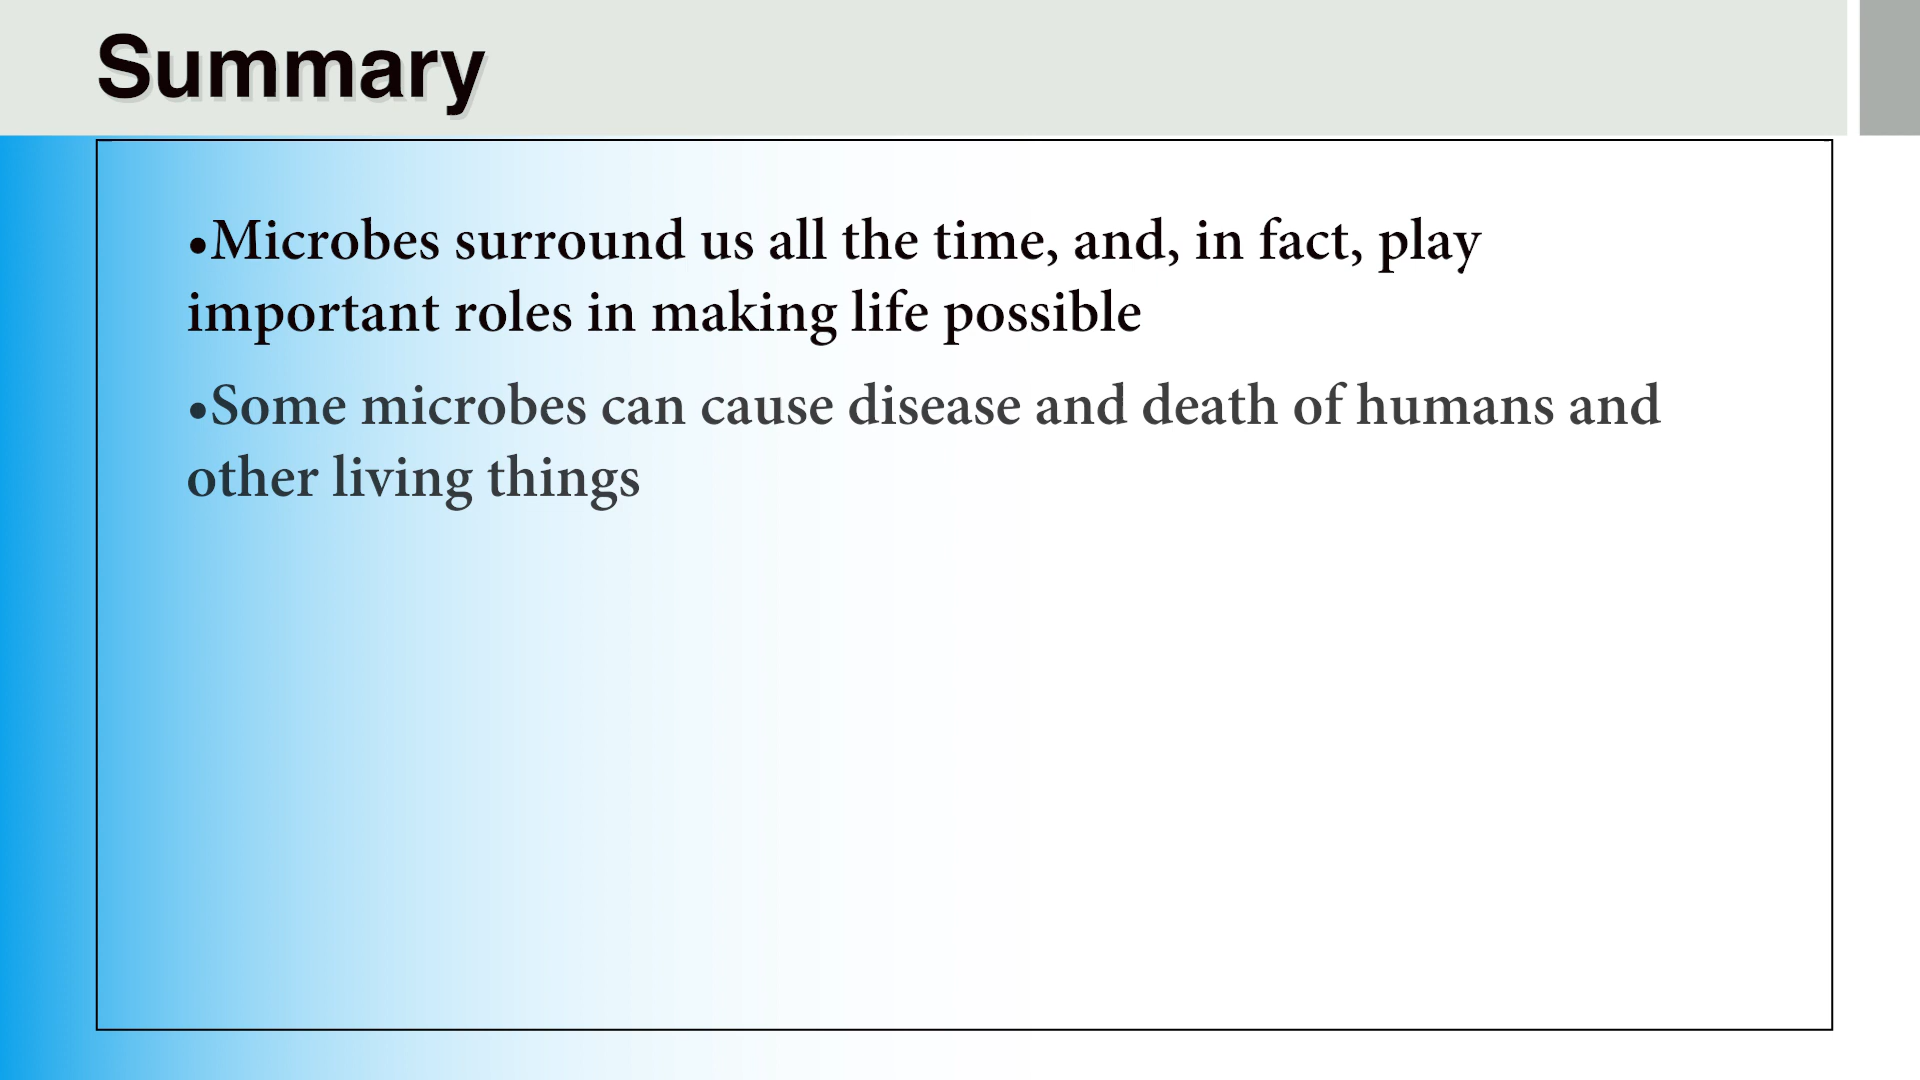 Summary
•Microbes surround us all the time, and, in fact, play
important roles in making life possible
•Some microbes can cause disease and death of humans and
other living things